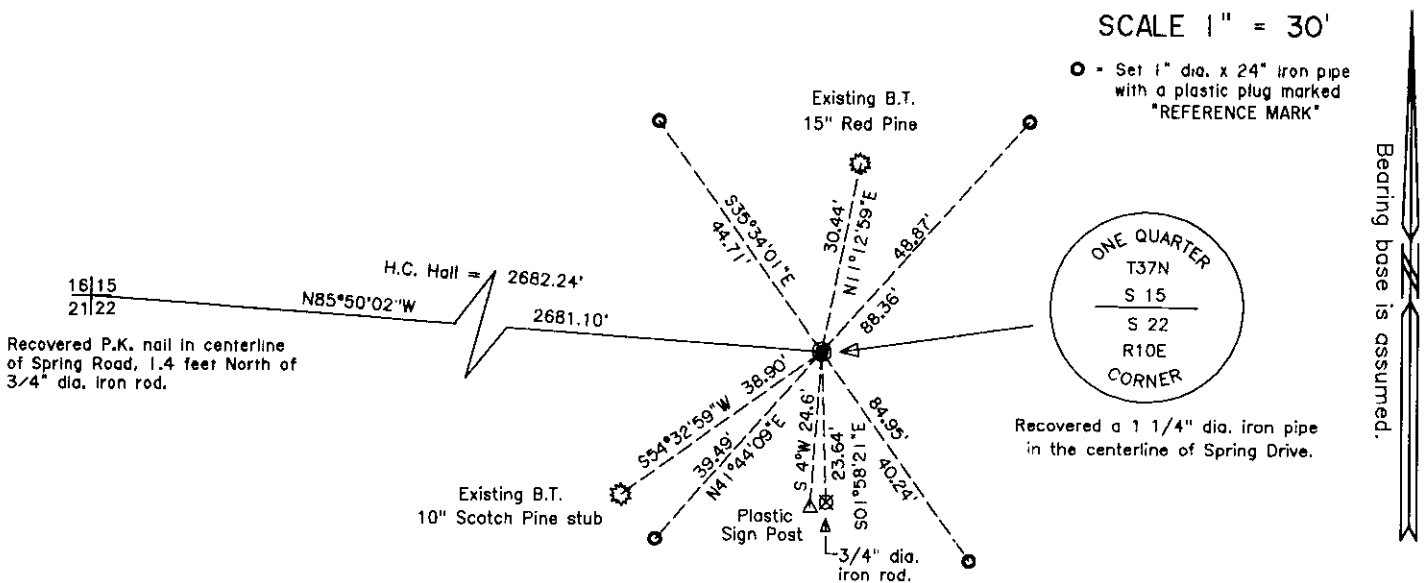 SCALE 1" = 30'
O - Set 1" dia. x 24" iron pipe
with a plastic plug marked
"REFERENCE MARK"
Existing B.T.
15" Red Pine
Bearing base is assumed.
S35°34'01"E
44.71'
30.44'
N11°12'59"E
48.87'
88.36'
ONE QUARTER
T37N
S 15
S 22
R10E
CORNER
16|15
21|22
N85°50'02"W
H.C. Hall = 2682.24'
2681.10'
Recovered P.K. nail in centerline
of Spring Road, 1.4 feet North of
3/4" dia. iron rod.
S54°32'59"W 38.90'
39.49'
N41°44'09"E
S 4°W 24.6'
23.64'
S01°58'21"E
84.95'
40.24'
Recovered a 1 1/4" dia. iron pipe
in the centerline of Spring Drive.
Existing B.T.
10" Scotch Pine stub
Plastic
Sign Post
3/4" dia.
iron rod.